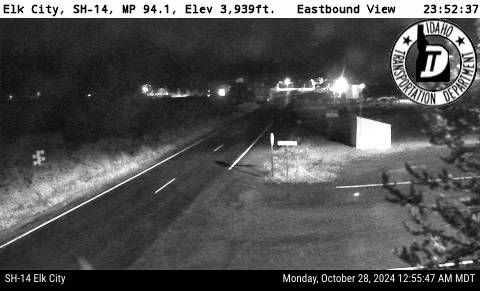 Elk City, SH-14, MP 94.1, Elev 3,939ft. Eastbound View 23:52:37
IDAHO
TRANSPORTATION DEPARTMENT
SH-14 Elk City Monday, October 28, 2024 12:55:47 AM MDT